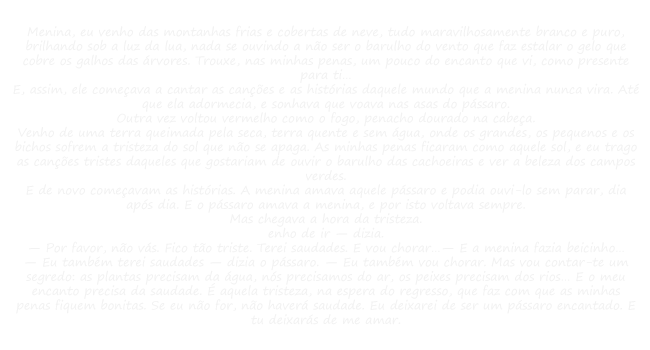 Menina, eu venho das montanhas frias e cobertas de neve, tudo maravilhosamente branco e puro,
brilhando sob a luz da lua, nada se ouvindo a não ser o barulho do vento que faz estalar o gelo que
cobre os galhos das árvores. Trouxe, nas minhas penas, um pouco do encanto que vi, como presente
para ti...
E, assim, ele começava a cantar as canções e as histórias daquele mundo que a menina nunca vira. Até
que ela adormecia, e sonhava que voava nas asas do pássaro.
Outra vez voltou vermelho como o fogo, penacho dourado na cabeça.
Venho de uma terra queimada pela seca, terra quente e sem água, onde os grandes, os pequenos e os
bichos sofrem a tristeza do sol que não se apaga. As minhas penas ficaram como aquele sol, e eu trago
as canções tristes daqueles que gostariam de ouvir o barulho das cachoeiras e ver a beleza dos campos
verdes.
E de novo começavam as histórias. A menina amava aquele pássaro e podia ouvi-lo sem parar, dia
após dia. E o pássaro amava a menina, e por isto voltava sempre.
Mas chegava a hora da tristeza.
enho de ir — dizia.
— Por favor, não vás. Fico tão triste. Terei saudades. E vou chorar...— E a menina fazia beicinho...
— Eu também terei saudades — dizia o pássaro. — Eu também vou chorar. Mas vou contar-te um
segredo: as plantas precisam da água, nós precisamos do ar, os peixes precisam dos rios... E o meu
encanto precisa da saudade. É aquela tristeza, na espera do regresso, que faz com que as minhas
penas fiquem bonitas. Se eu não for, não haverá saudade. Eu deixarei de ser um pássaro encantado. E
tu deixarás de me amar.